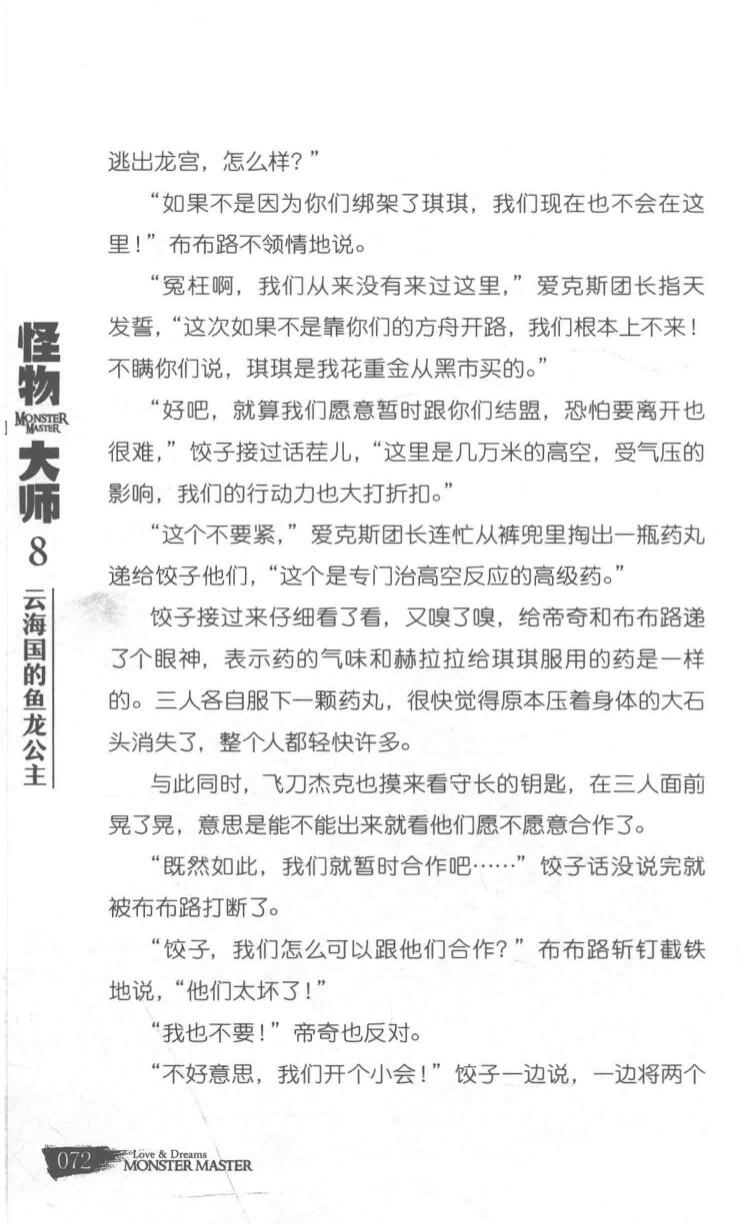 逃出龙宫，怎么样？”
“如果不是因为你们绑架了琪琪，我们现在也不会在这
里！”布布路不领情地说。
“冤枉啊，我们从来没有来过这里，”爱克斯团长指天
发誓，“这次如果不是靠你们的方舟开路，我们根本上不来！
不瞒你们说，琪琪是我花重金从黑市买的。”
“好吧，就算我们愿意暂时跟你们结盟，恐怕要离开也
很难，”饺子接过话茬儿，“这里是几万米的高空，受气压的
影响，我们的行动力也大打折扣。”
“这个不要紧，”爱克斯团长连忙从裤兜里掏出一瓶药丸
递给饺子他们，“这个是专门治高空反应的高级药。”
饺子接过来仔细看了看，又嗅了嗅，给帝奇和布布路递
了个眼神，表示药的气味和赫拉拉给琪琪服用的药是一样
的。三人各自服下一颗药丸，很快觉得原本压着身体的大石
头消失了，整个人都轻快许多。
与此同时，飞刀杰克也摸来看守长的钥匙，在三人面前
晃了晃，意思是能不能出来就看他们愿不愿意合作了。
“既然如此，我们就暂时合作吧……”饺子话没说完就
被布布路打断了。
“饺子，我们怎么可以跟他们合作？”布布路斩钉截铁
地说，“他们太坏了！”
“我也不要！”帝奇也反对。
“不好意思，我们开个小会！”饺子一边说，一边将两个
怪物
MONSTER
MASTER
大师
8
云海国的鱼龙公主
072
Love & Dreams
MONSTER MASTER